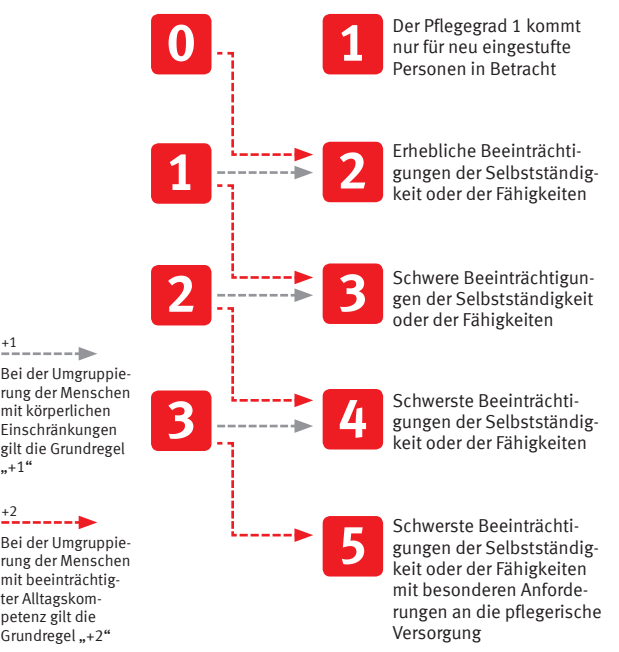 0
1
Der Pflegegrad 1 kommt
nur für neu eingestufte
Personen in Betracht
1
2
Erhebliche Beeinträchti-
gungen der Selbstständig-
keit oder der Fähigkeiten
2
3
Schwere Beeinträchtigun-
gen der Selbstständigkeit
oder der Fähigkeiten
3
4
Schwerste Beeinträchti-
gungen der Selbstständig-
keit oder der Fähigkeiten
5
Schwerste Beeinträchti-
gungen der Selbstständig-
keit oder der Fähigkeiten
mit besonderen Anforde-
rungen an die pflegerische
Versorgung
+1
Bei der Umgruppie-
rung der Menschen
mit körperlichen
Einschränkungen
gilt die Grundregel
„+1“
+2
Bei der Umgruppie-
rung der Menschen
mit beeinträchtig-
ter Alltagskom-
petenz gilt die
Grundregel „+2“